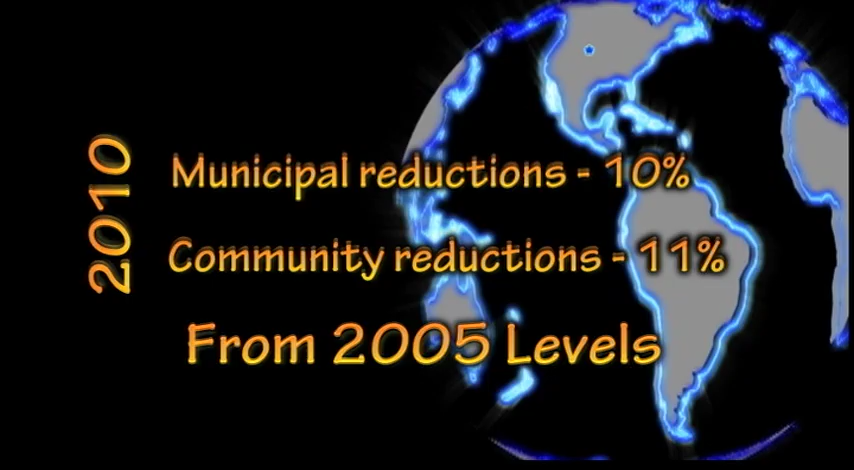 2010
Municipal reductions - 10%
Community reductions - 11%
From 2005 Levels